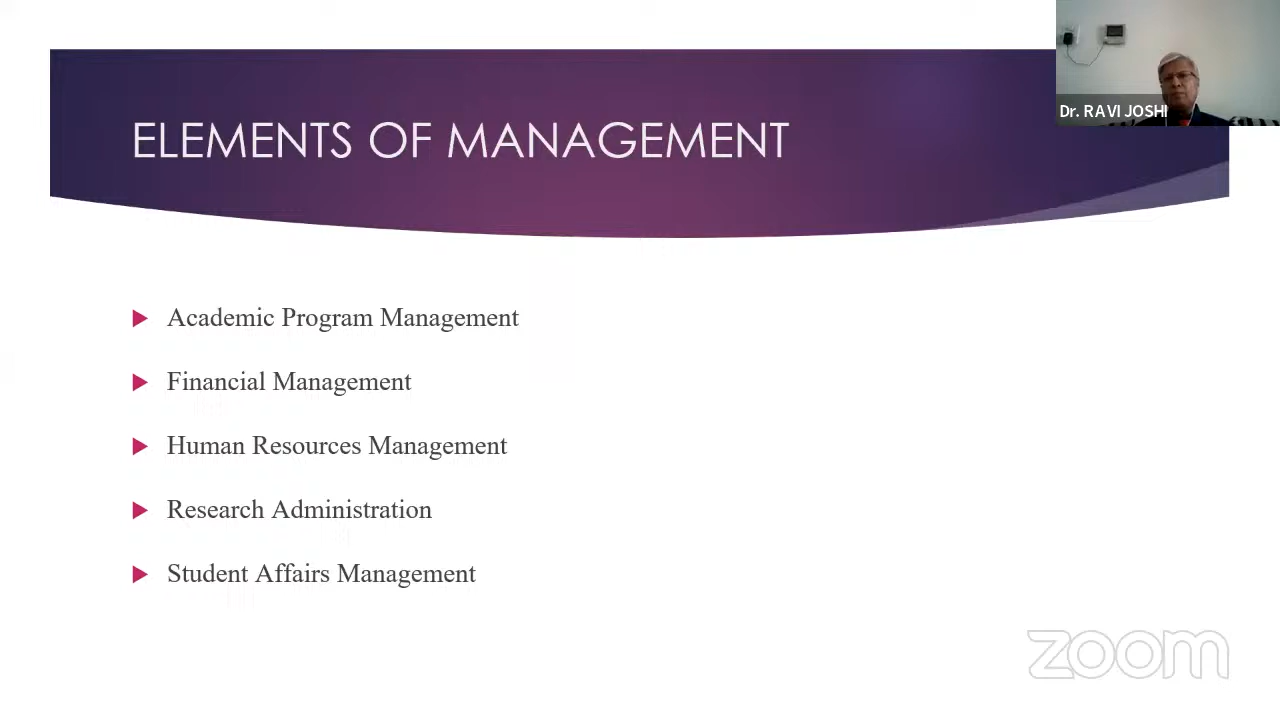 ELEMENTS OF MANAGEMENT
Dr. RAVI JOSHI
Academic Program Management
Financial Management
Human Resources Management
Research Administration
Student Affairs Management
zoom